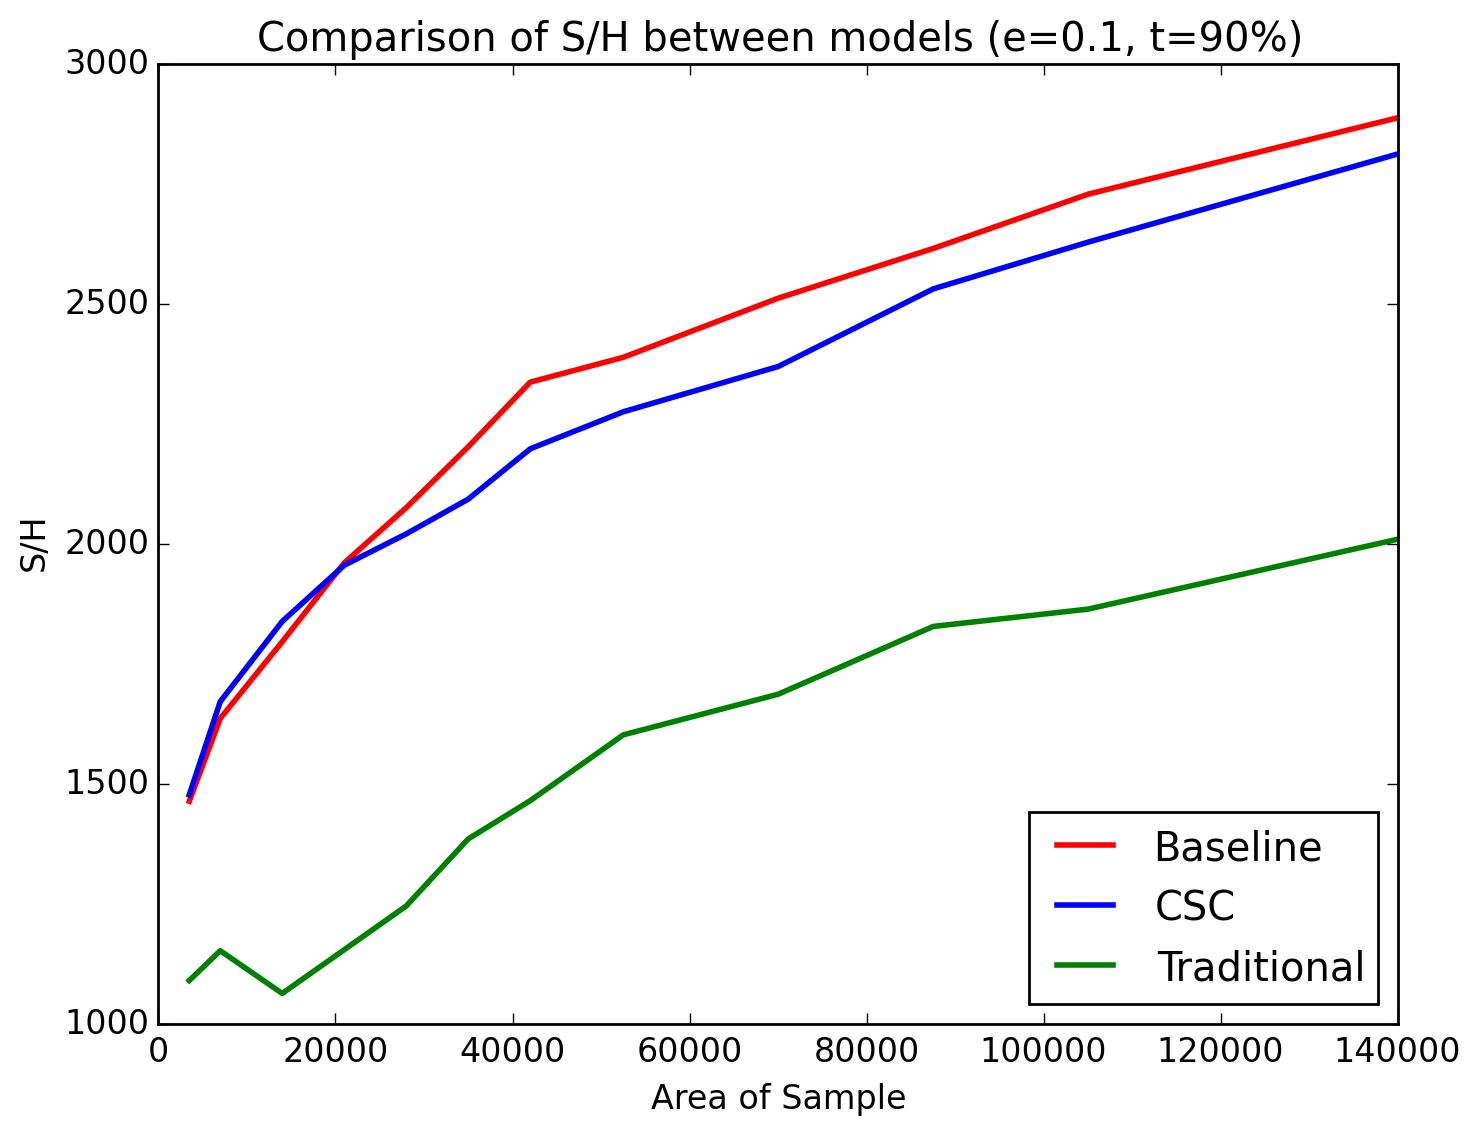 Comparison of S/H between models (e=0.1, t=90%)
3000
2500
2000
1500
1000
S/H
0 20000 40000 60000 80000 100000 120000 140000
Area of Sample
Baseline
CSC
Traditional